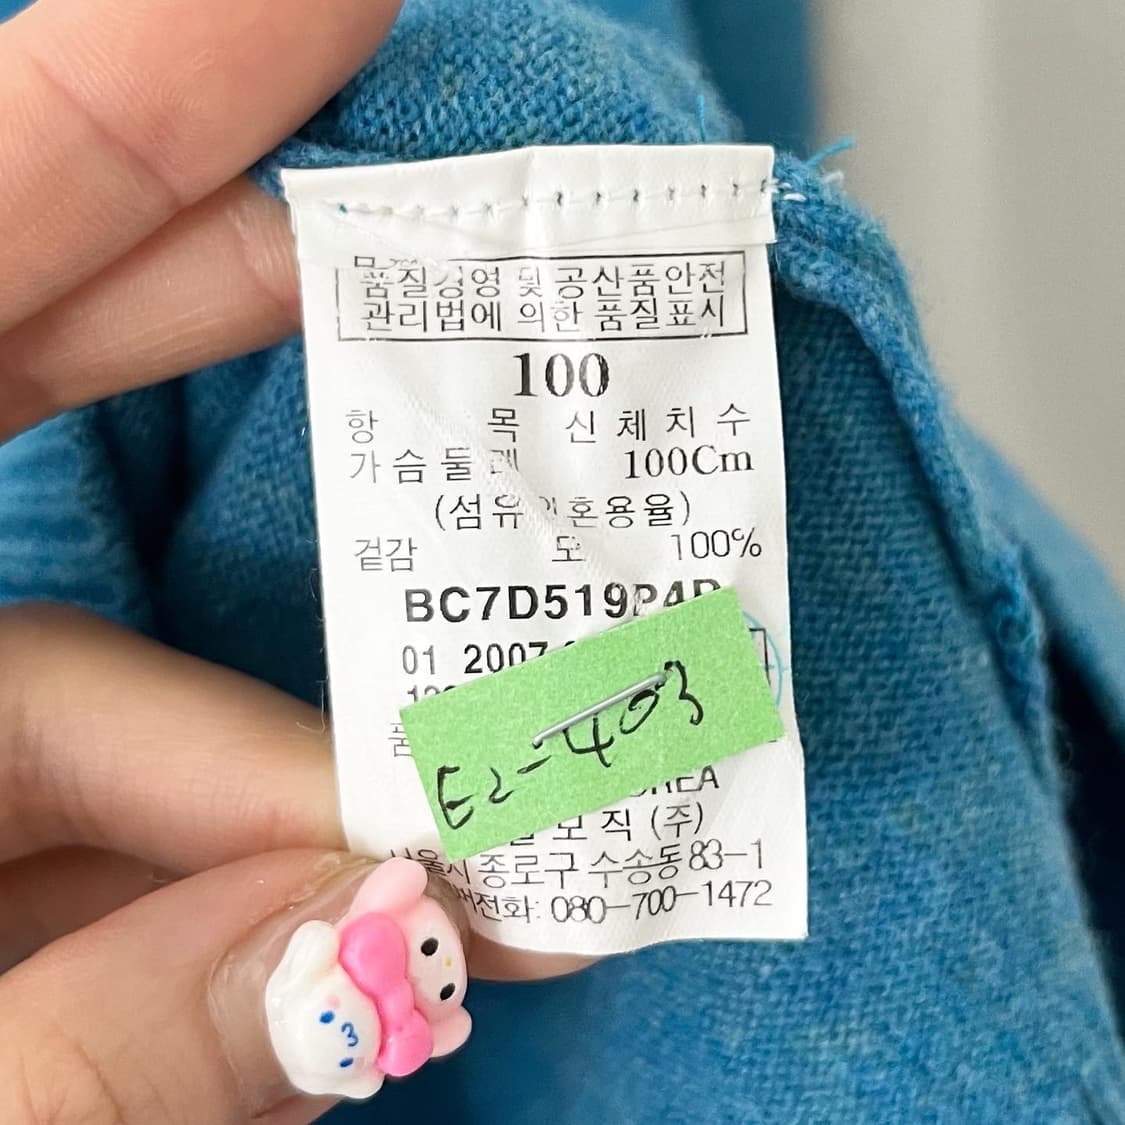 품질경영 및 공산품안전
관리법에 의한 품질표시
100
항 목 신체치수
가슴둘레 100Cm
(섬유의혼용율)
겉감 모 100%
BC7D519P4P
01 2007
E2-403
모직(주)
종로구 수송동 83-1
080-700-1472